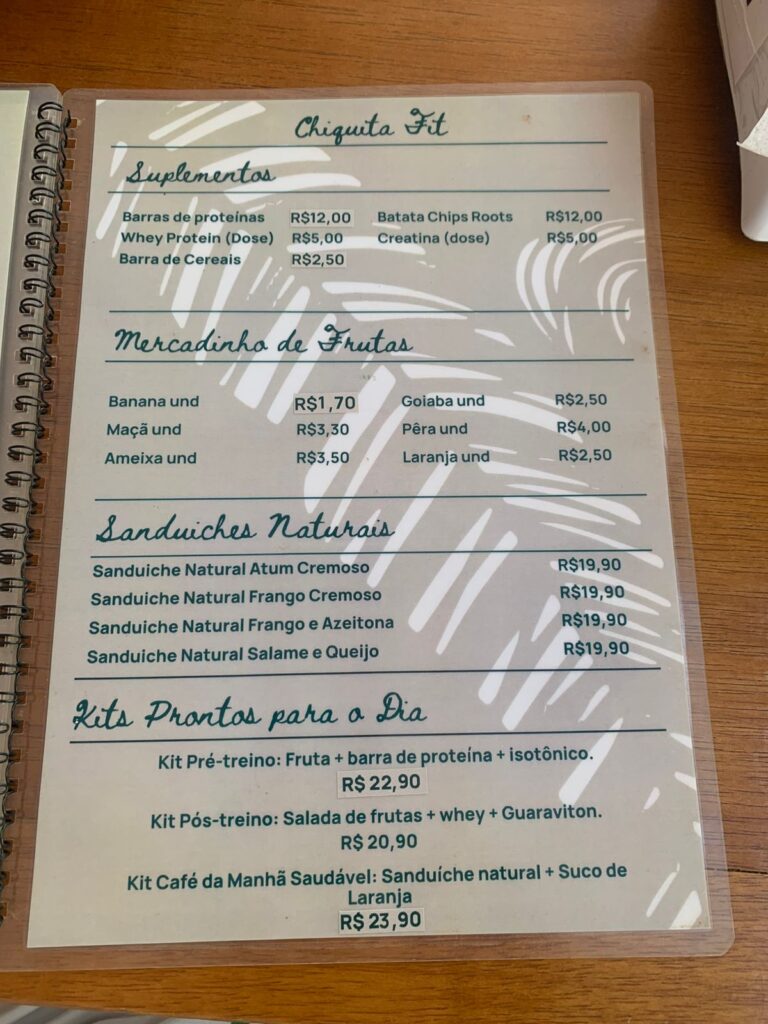 Chiquita Fit
Suplementos
Barras de proteínas R$12,00 Batata Chips Roots R$12,00
Whey Protein (Dose) R$5,00 Creatina (dose) R$5,00
Barra de Cereais R$2,50
Mercadinho de Frutas
Banana und R$1,70 Goiaba und R$2,50
Maçã und R$3,30 Pêra und R$4,00
Ameixa und R$3,50 Laranja und R$2,50
Sanduiches Naturais
Sanduiche Natural Atum Cremoso R$19,90
Sanduiche Natural Frango Cremoso R$19,90
Sanduiche Natural Frango e Azeitona R$19,90
Sanduiche Natural Salame e Queijo R$19,90
Kits Prontos para o Dia
Kit Pré-treino: Fruta + barra de proteína + isotônico.
R$ 22,90
Kit Pós-treino: Salada de frutas + whey + Guaraviton.
R$ 20,90
Kit Café da Manhã Saudável: Sanduíche natural + Suco de
Laranja
R$ 23,90